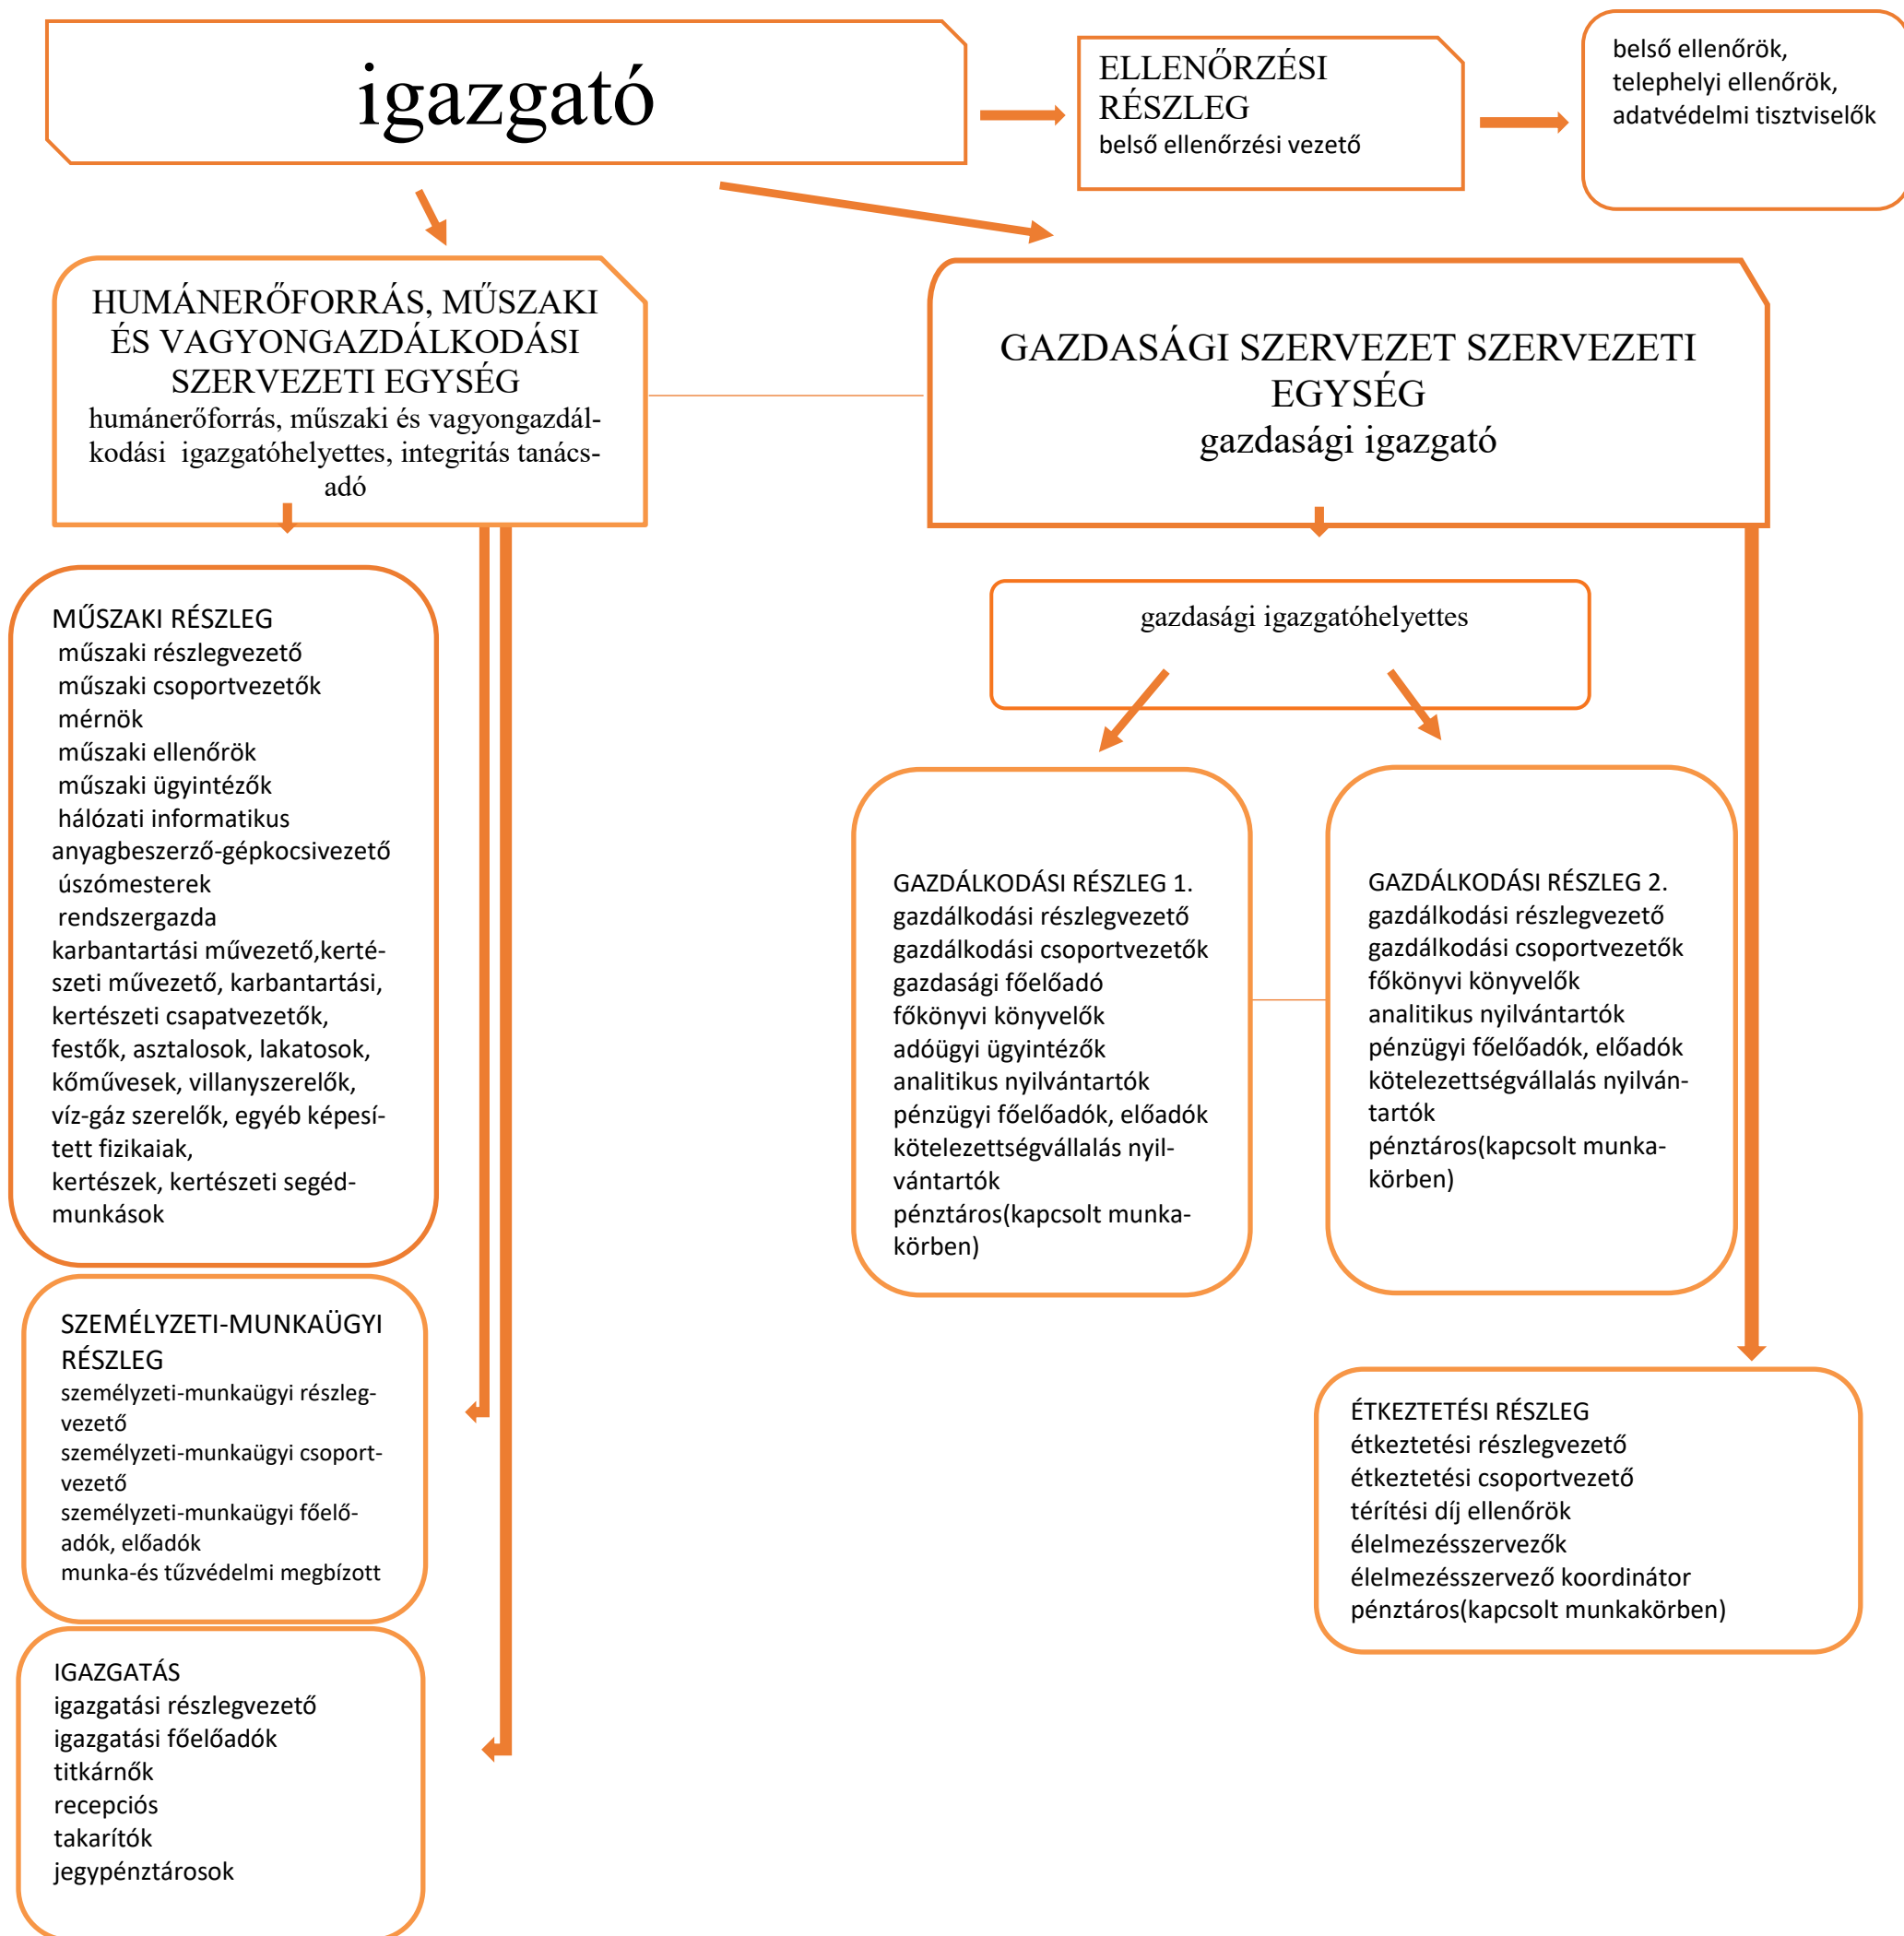 igazgató
ELLENŐRZÉSI
RÉSZLEG
belső ellenőrzési vezető
belső ellenőrök,
telephelyi ellenőrök,
adatvédelmi tisztviselők
HUMÁNERŐFORRÁS, MŰSZAKI
ÉS VAGYONGAZDÁLKODÁSI
SZERVEZETI EGYSÉG
humánerőforrás, műszaki és vagyongazdál-
kodási igazgatóhelyettes, integritás tanács-
adó
GAZDASÁGI SZERVEZET SZERVEZETI
EGYSÉG
gazdasági igazgató
MŰSZAKI RÉSZLEG
műszaki részlegvezető
műszaki csoportvezetők
mérnök
műszaki ellenőrök
műszaki ügyintézők
hálózati informatikus
anyagbeszerző-gépkocsivezető
úszómesterek
rendszergazda
karbantartási művezető,kerté-
szeti művezető, karbantartási,
kertészeti csapatvezetők,
festők, asztalosok, lakatosok,
kőművesek, villanyszerelők,
víz-gáz szerelők, egyéb képesí-
tett fizikaiak,
kertészek, kertészeti segéd-
munkások
SZEMÉLYZETI-MUNKAÜGYI
RÉSZLEG
személyzeti-munkaügyi részleg-
vezető
személyzeti-munkaügyi csoport-
vezető
személyzeti-munkaügyi főelő-
adók, előadók
munka-és tűzvédelmi megbízott
IGAZGATÁS
igazgatási részlegvezető
igazgatási főelőadók
titkárnők
recepciós
takarítók
jegypénztárosok
gazdasági igazgatóhelyettes
GAZDÁLKODÁSI RÉSZLEG 1.
gazdálkodási részlegvezető
gazdálkodási csoportvezetők
gazdasági főelőadó
főkönyvi könyvelők
adóügyi ügyintézők
analitikus nyilvántartók
pénzügyi főelőadók, előadók
kötelezettségvállalás nyil-
vántartók
pénztáros(kapcsolt munka-
körben)
GAZDÁLKODÁSI RÉSZLEG 2.
gazdálkodási részlegvezető
gazdálkodási csoportvezetők
főkönyvi könyvelők
analitikus nyilvántartók
pénzügyi főelőadók, előadók
kötelezettségvállalás nyilván-
tartók
pénztáros(kapcsolt munka-
körben)
ÉTKEZTETÉSI RÉSZLEG
étkeztetési részlegvezető
étkeztetési csoportvezető
térítési díj ellenőrök
élelmezésszervezők
élelmezésszervező koordinátor
pénztáros(kapcsolt munkakörben)